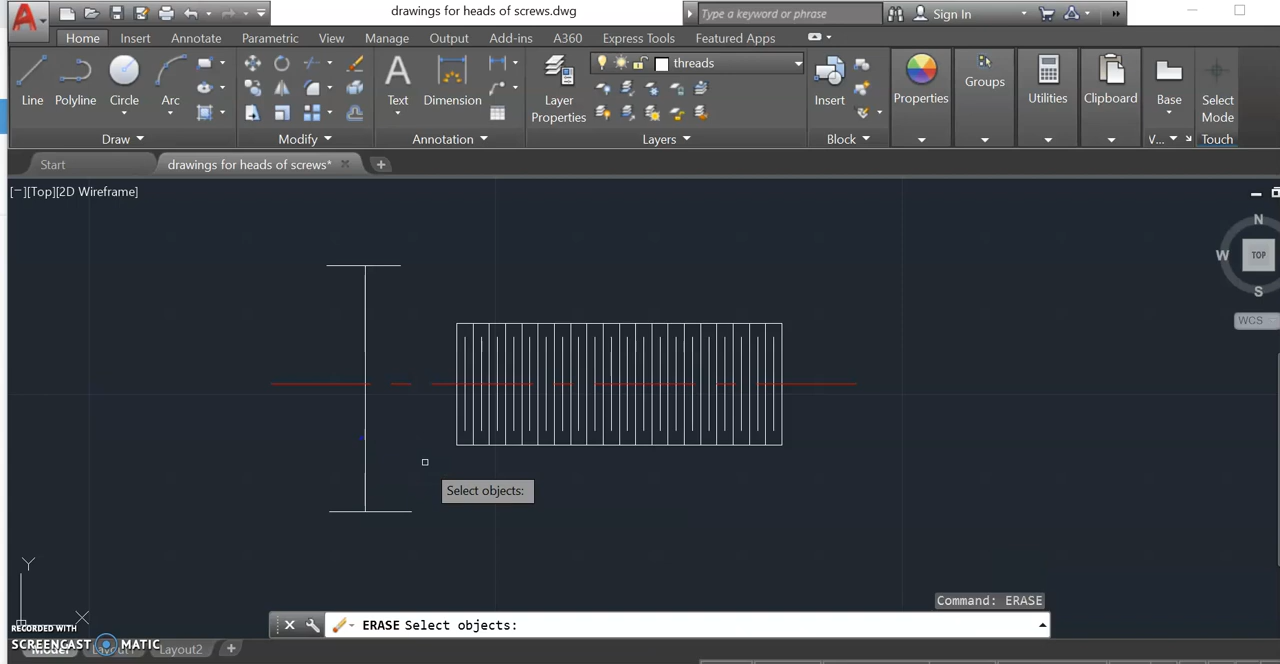 drawings for heads of screws.dwg
Type a keyword or phrase
Sign In
Home Insert Annotate Parametric View Manage Output Add-ins A360 Express Tools Featured Apps
threads
Line Polyline Circle Arc
Text Dimension
Layer
Properties
Insert
Properties
Groups
Utilities
Clipboard
Base
Select
Mode
Draw Modify Annotation Layers Block V... Touch
Start drawings for heads of screws*
[−][Top][2D Wireframe]
N
W TOP
S
WCS
Select objects:
Y
X
Command: ERASE
ERASE Select objects:
RECORDED WITH
SCREENCAST MATIC
Model Layout1 Layout2